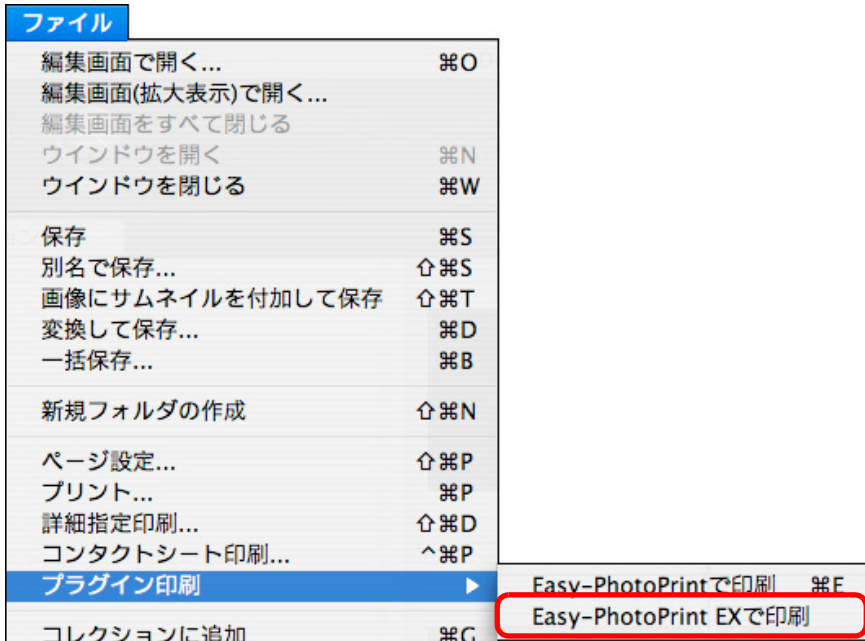 ファイル
編集画面で開く... ⌘O
編集画面(拡大表示)で開く...
編集画面をすべて閉じる
ウインドウを開く ⌘N
ウインドウを閉じる ⌘W
保存 ⌘S
別名で保存... ⇧⌘S
画像にサムネイルを付加して保存 ⇧⌘T
変換して保存... ⌘D
一括保存... ⌘B
新規フォルダの作成 ⇧⌘N
ページ設定... ⇧⌘P
プリント... ⌘P
詳細指定印刷... ⇧⌘D
コンタクトシート印刷... ^⌘P
プラグイン印刷 ▶
Easy-PhotoPrintで印刷 ⌘E
Easy-PhotoPrint EXで印刷
コレクションに追加 ⌘G